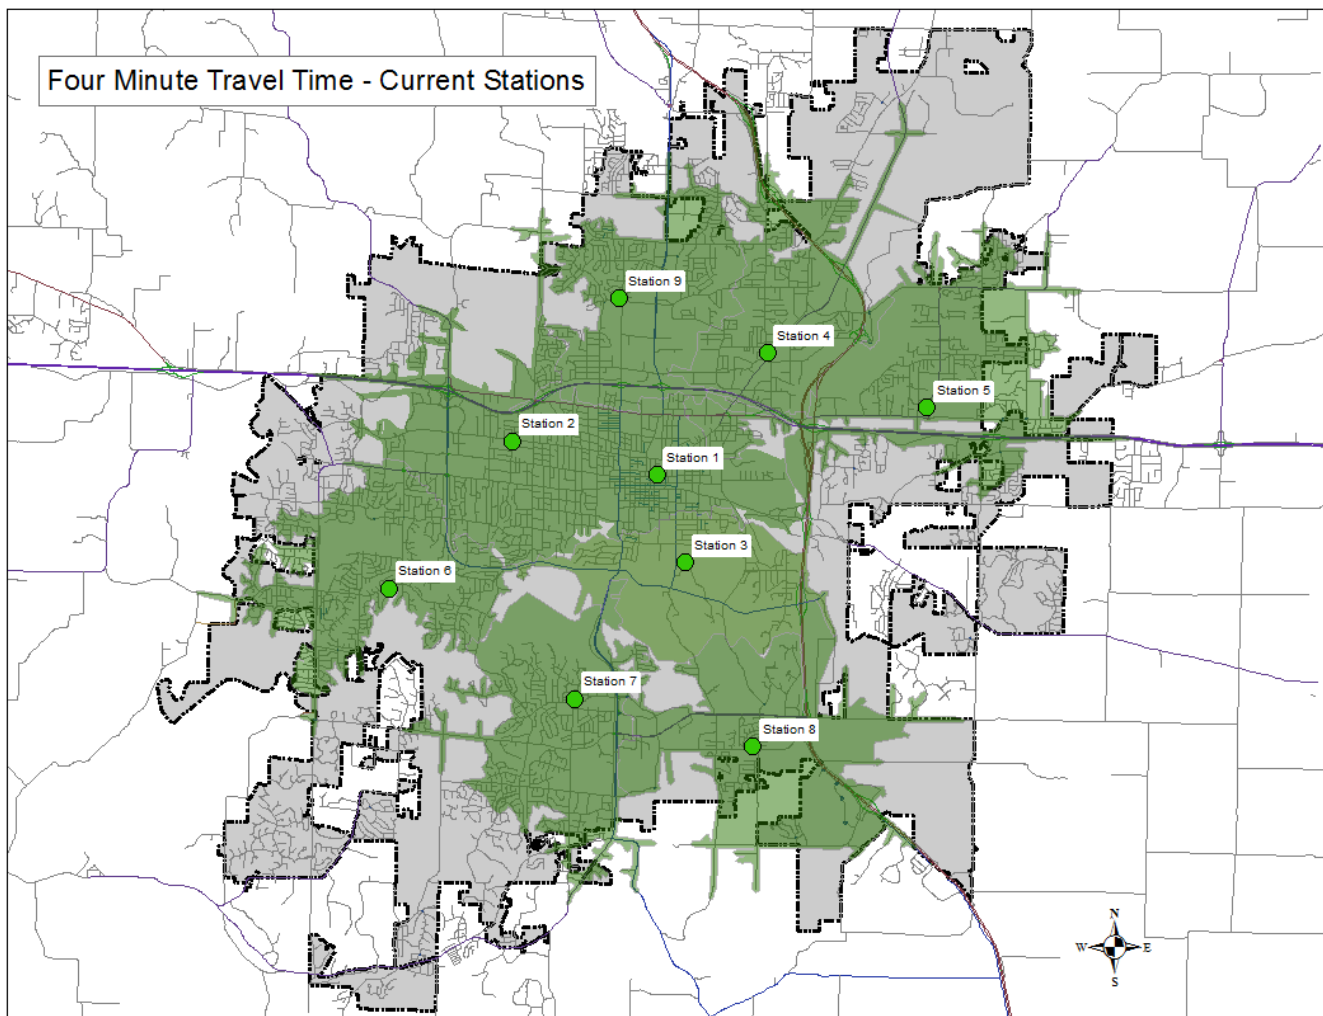 Four Minute Travel Time - Current Stations
Station 9
Station 4
Station 5
Station 2
Station 1
Station 3
Station 6
Station 7
Station 8
N
W E
S